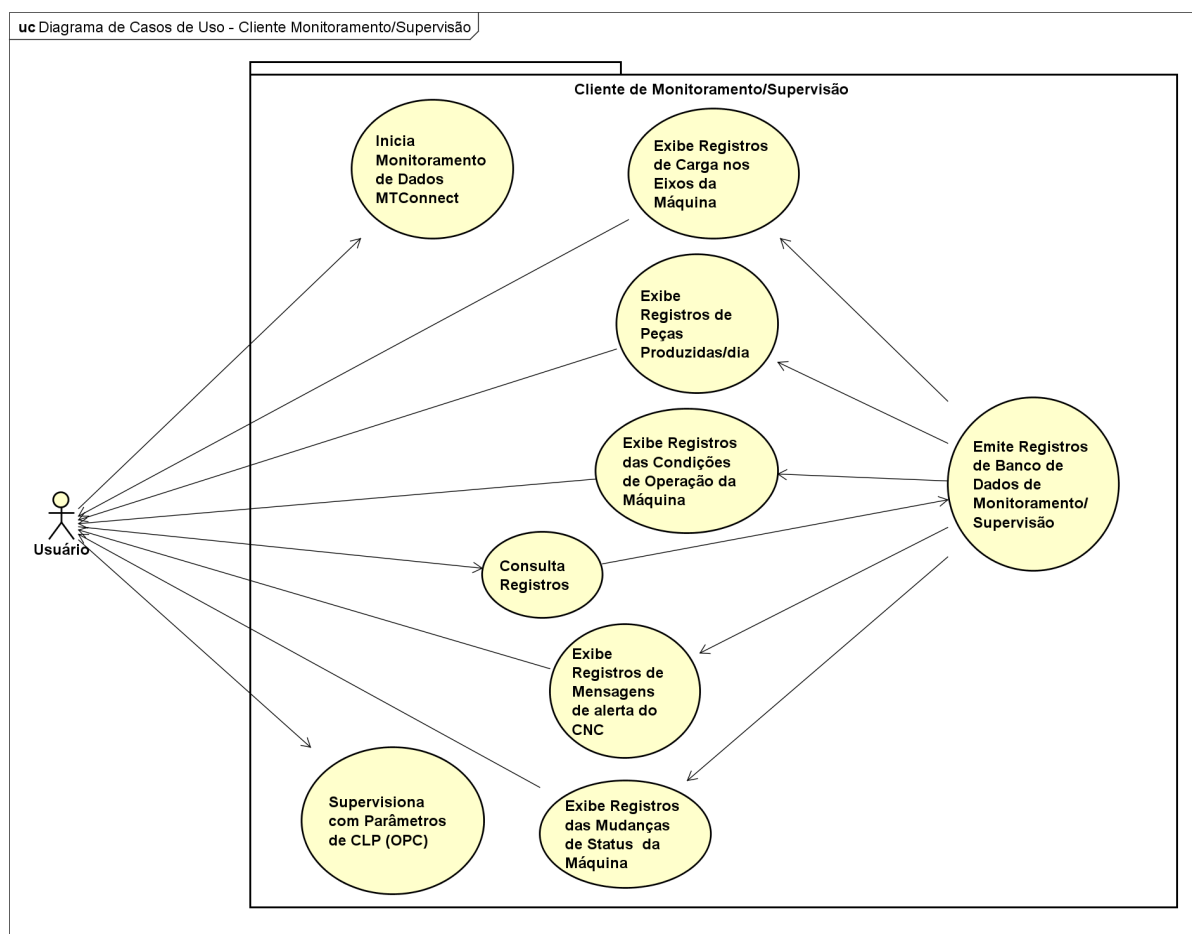 uc Diagrama de Casos de Uso - Cliente Monitoramento/Supervisão
Cliente de Monitoramento/Supervisão
Inicia
Monitoramento
de Dados
MTConnect
Exibe Registros
de Carga nos
Eixos da
Máquina
Exibe
Registros de
Peças
Produzidas/dia
Exibe Registros
das Condições
de Operação da
Máquina
Emite Registros
de Banco de
Dados de
Monitoramento/
Supervisão
Usuário
Consulta
Registros
Exibe
Registros de
Mensagens
de alerta do
CNC
Supervisiona
com Parâmetros
de CLP (OPC)
Exibe Registros
das Mudanças
de Status da
Máquina